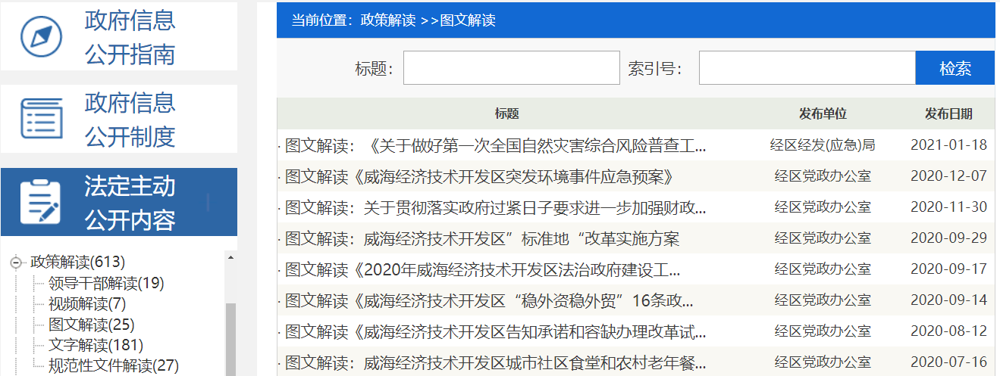 政府信息
公开指南
政府信息
公开制度
法定主动
公开内容
政策解读(613)
领导干部解读(19)
视频解读(7)
图文解读(25)
文字解读(181)
规范性文件解读(27)
当前位置：政策解读 >>图文解读
标题： 索引号： 检索
标题 发布单位 发布日期
· 图文解读：《关于做好第一次全国自然灾害综合风险普查工... 经区经发(应急)局 2021-01-18
· 图文解读《威海经济技术开发区突发环境事件应急预案》 经区党政办公室 2020-12-07
· 图文解读：关于贯彻落实政府过紧日子要求进一步加强财政... 经区党政办公室 2020-11-30
· 图文解读：威海经济技术开发区”标准地“改革实施方案 经区党政办公室 2020-09-29
· 图文解读《2020年威海经济技术开发区法治政府建设工... 经区党政办公室 2020-09-17
· 图文解读《威海经济技术开发区“稳外资稳外贸”16条政... 经区党政办公室 2020-09-14
· 图文解读《威海经济技术开发区告知承诺和容缺办理改革试... 经区党政办公室 2020-08-12
· 图文解读：威海经济技术开发区城市社区食堂和农村老年餐... 经区党政办公室 2020-07-16